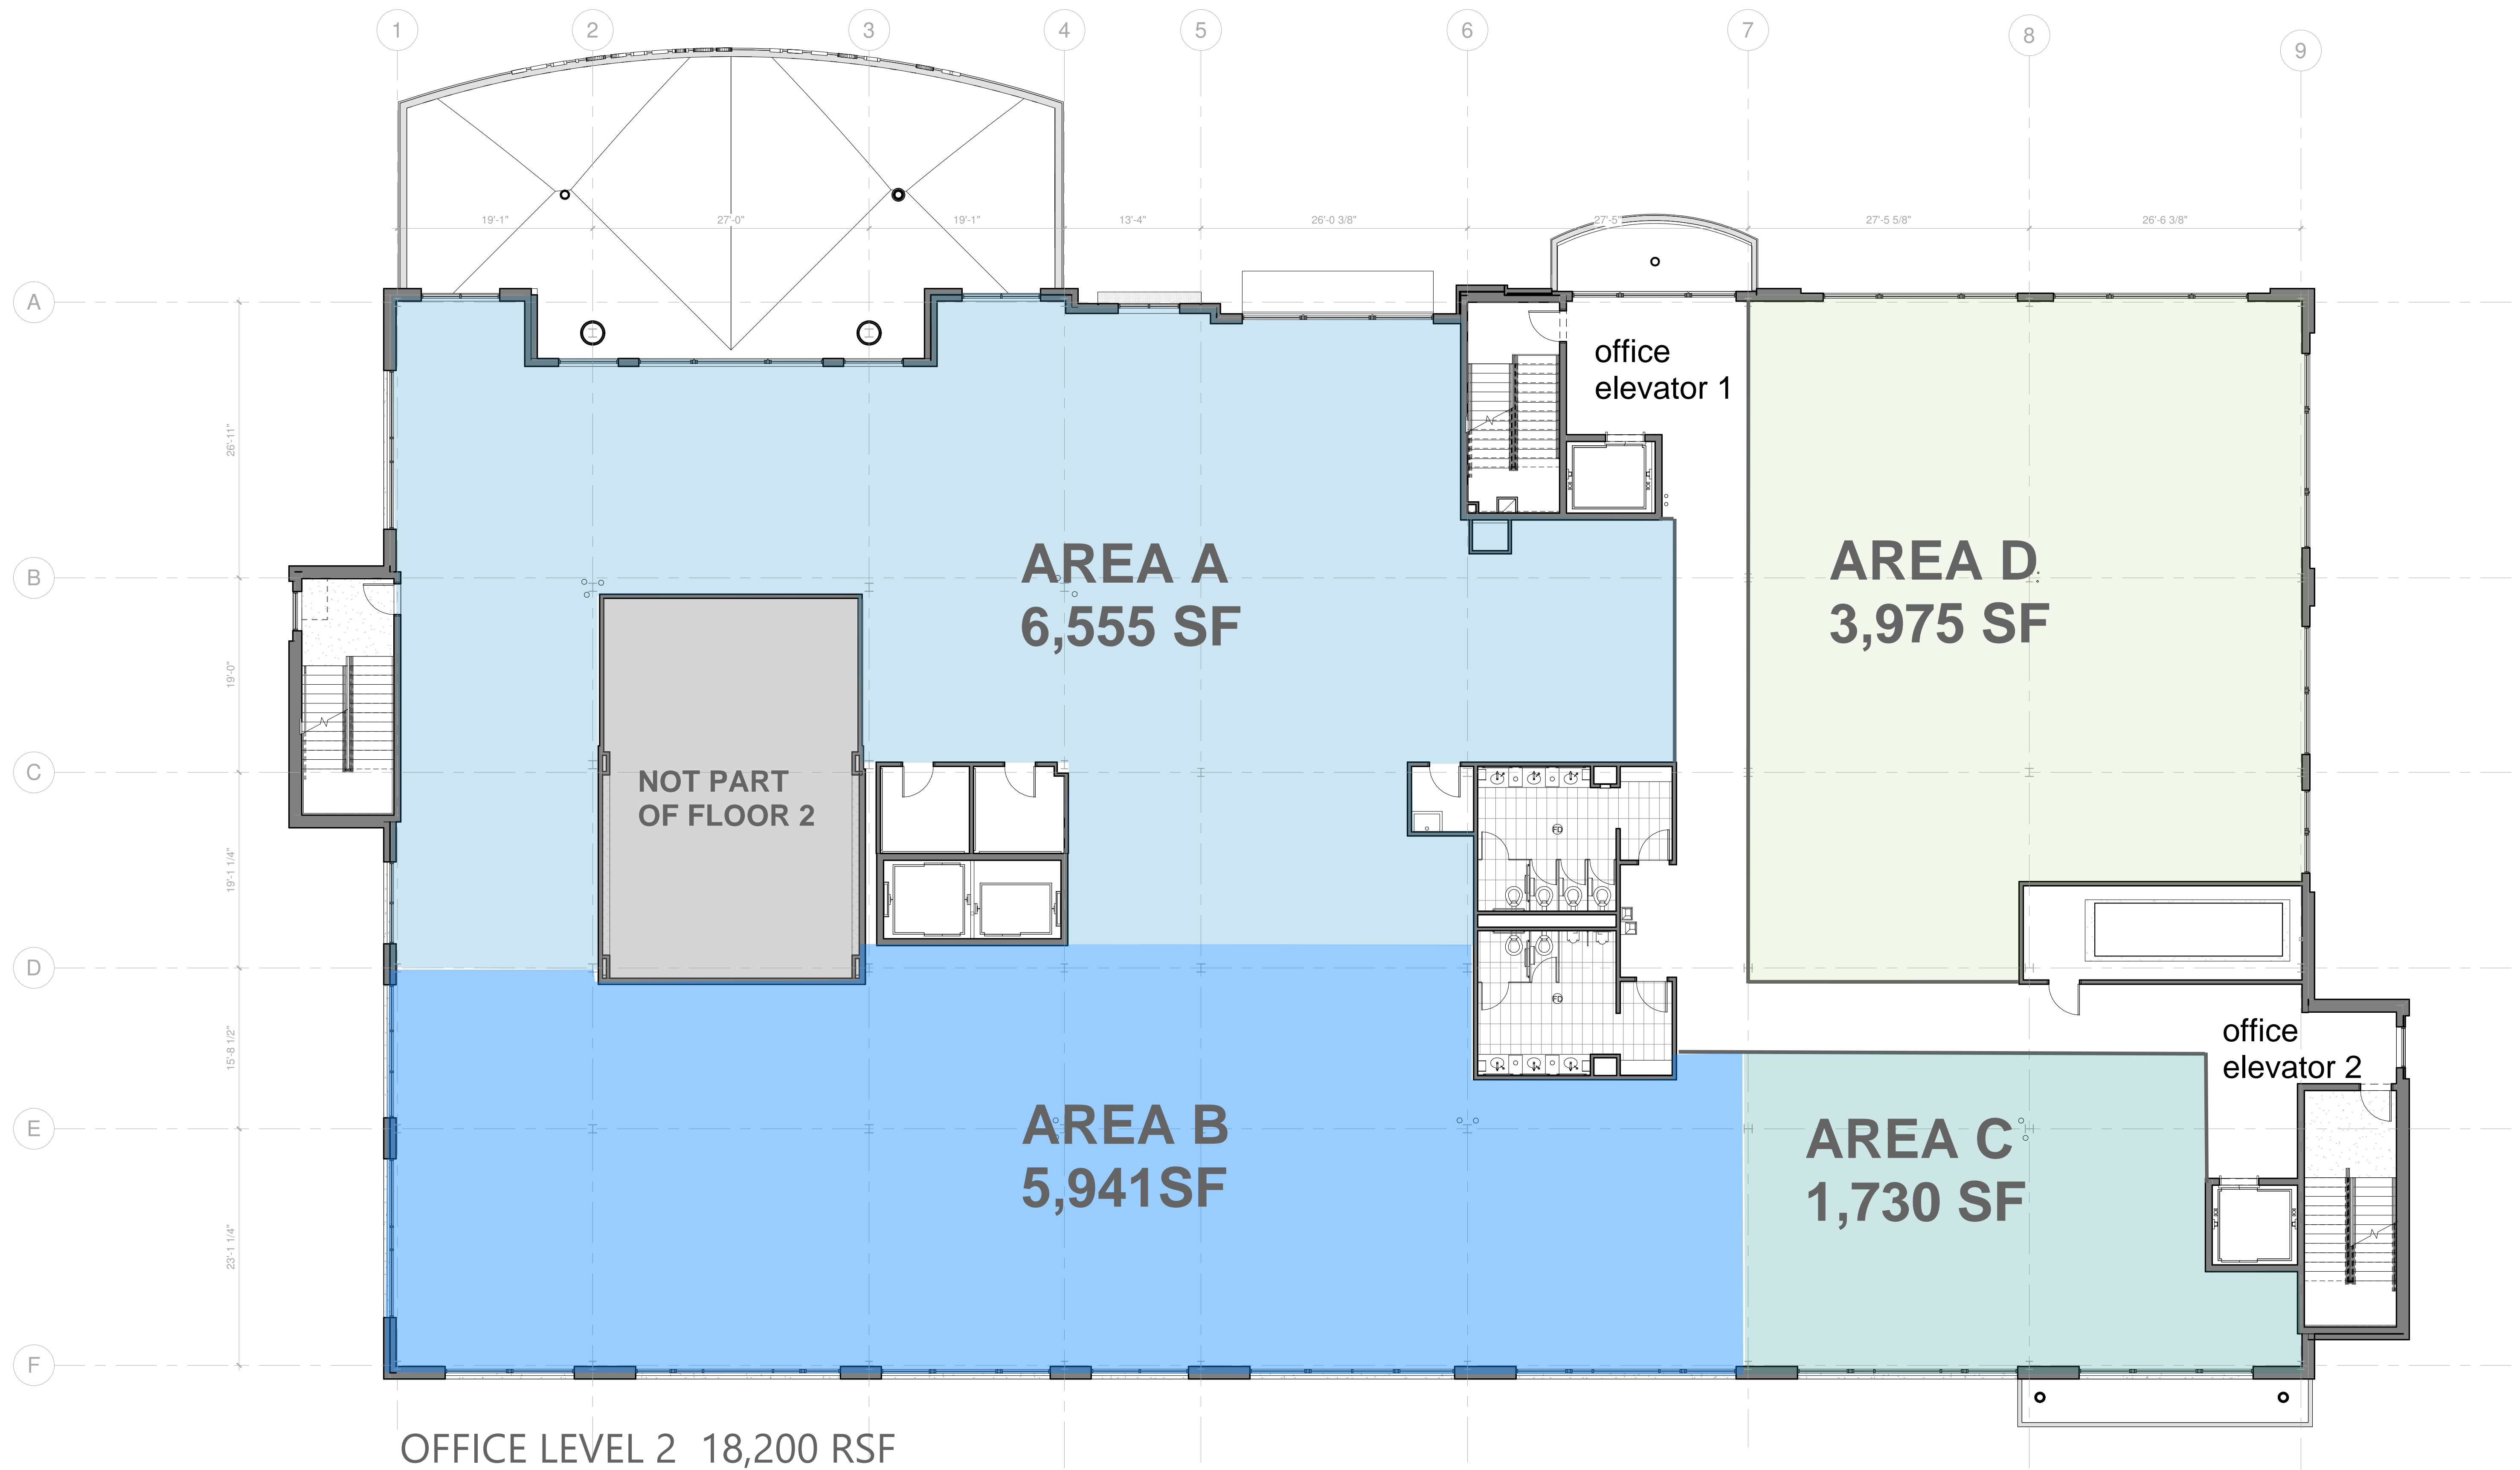 1 2 3 4 5 6 7 8 9
19'-1" 27'-0" 19'-1" 13'-4" 26'-0 3/8" 27'-5" 27'-5 5/8" 26'-6 3/8"
A
office
elevator 1
26'-11"
AREA A
6,555 SF
AREA D
3,975 SF
B
19'-0"
C
NOT PART
OF FLOOR 2
FD
19'-1 1/4"
D
FD
office
elevator 2
15'-8 1/2"
AREA B
5,941SF
AREA C
1,730 SF
E
23'-1 1/4"
F
OFFICE LEVEL 2 18,200 RSF